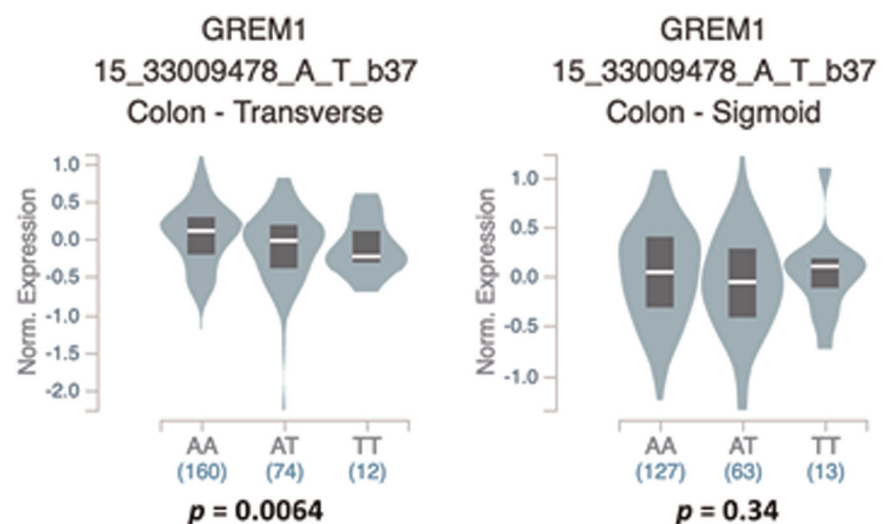 GREM1
15_33009478_A_T_b37
Colon - Transverse
Norm. Expression
1.0
0.5
0.0
-0.5
-1.0
-1.5
-2.0
AA AT TT
(160) (74) (12)
p = 0.0064
GREM1
15_33009478_A_T_b37
Colon - Sigmoid
Norm. Expression
1.0
0.5
0.0
-0.5
-1.0
AA AT TT
(127) (63) (13)
p = 0.34